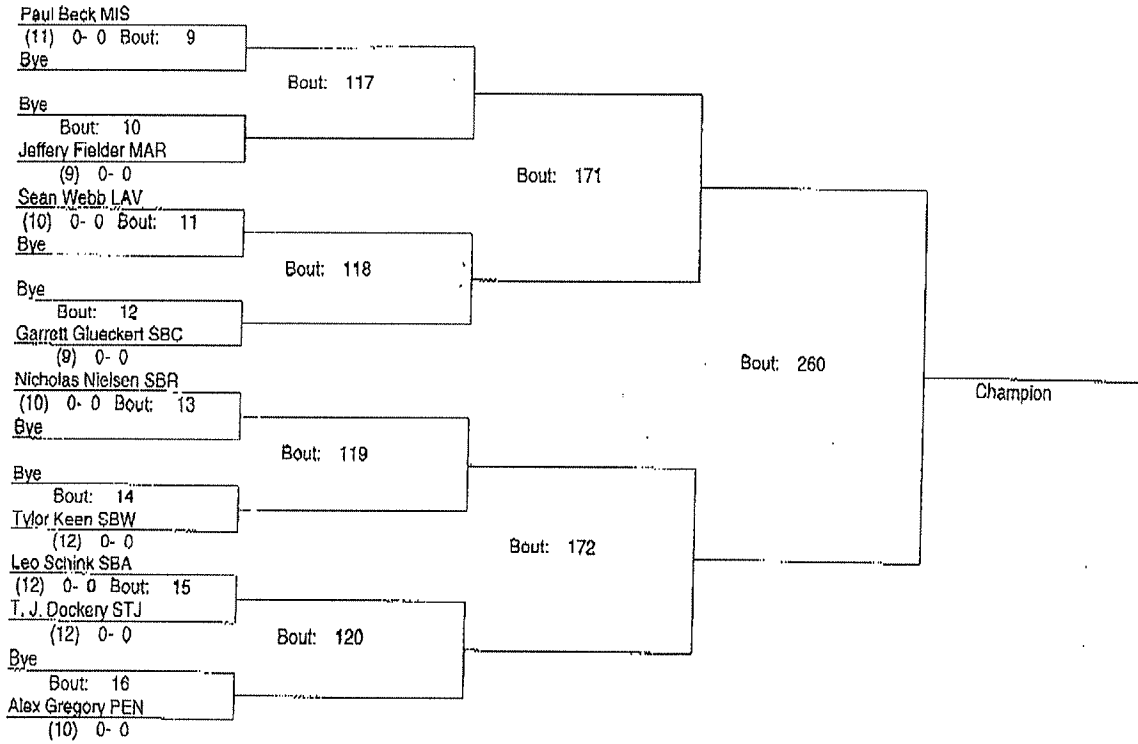 Paul Beck MIS
(11) 0- 0 Bout: 9
Bye
Bout: 117
Bye
Bout: 10
Jeffery Fielder MAR
(9) 0- 0
Bout: 171
Sean Webb LAV
(10) 0- 0 Bout: 11
Bye
Bout: 118
Bye
Bout: 12
Garrett Glueckert SBC
(9) 0- 0
Bout: 260
Champion
Nicholas Nielsen SBR
(10) 0- 0 Bout: 13
Bye
Bout: 119
Bye
Bout: 14
Tylor Keen SBW
(12) 0- 0
Bout: 172
Leo Schink SBA
(12) 0- 0 Bout: 15
T. J. Dockery STJ
(12) 0- 0
Bout: 120
Bye
Bout: 16
Alex Gregory PEN
(10) 0- 0